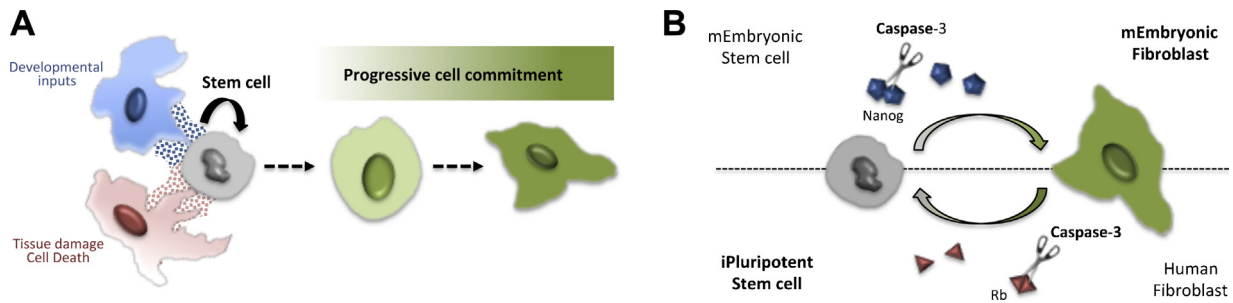 A
Developmental
inputs
Stem cell
Progressive cell commitment
Tissue damage
Cell Death
B
mEmbryonic
Stem cell
Caspase-3
mEmbryonic
Fibroblast
Nanog
iPluripotent
Stem cell
Caspase-3
Rb
Human
Fibroblast